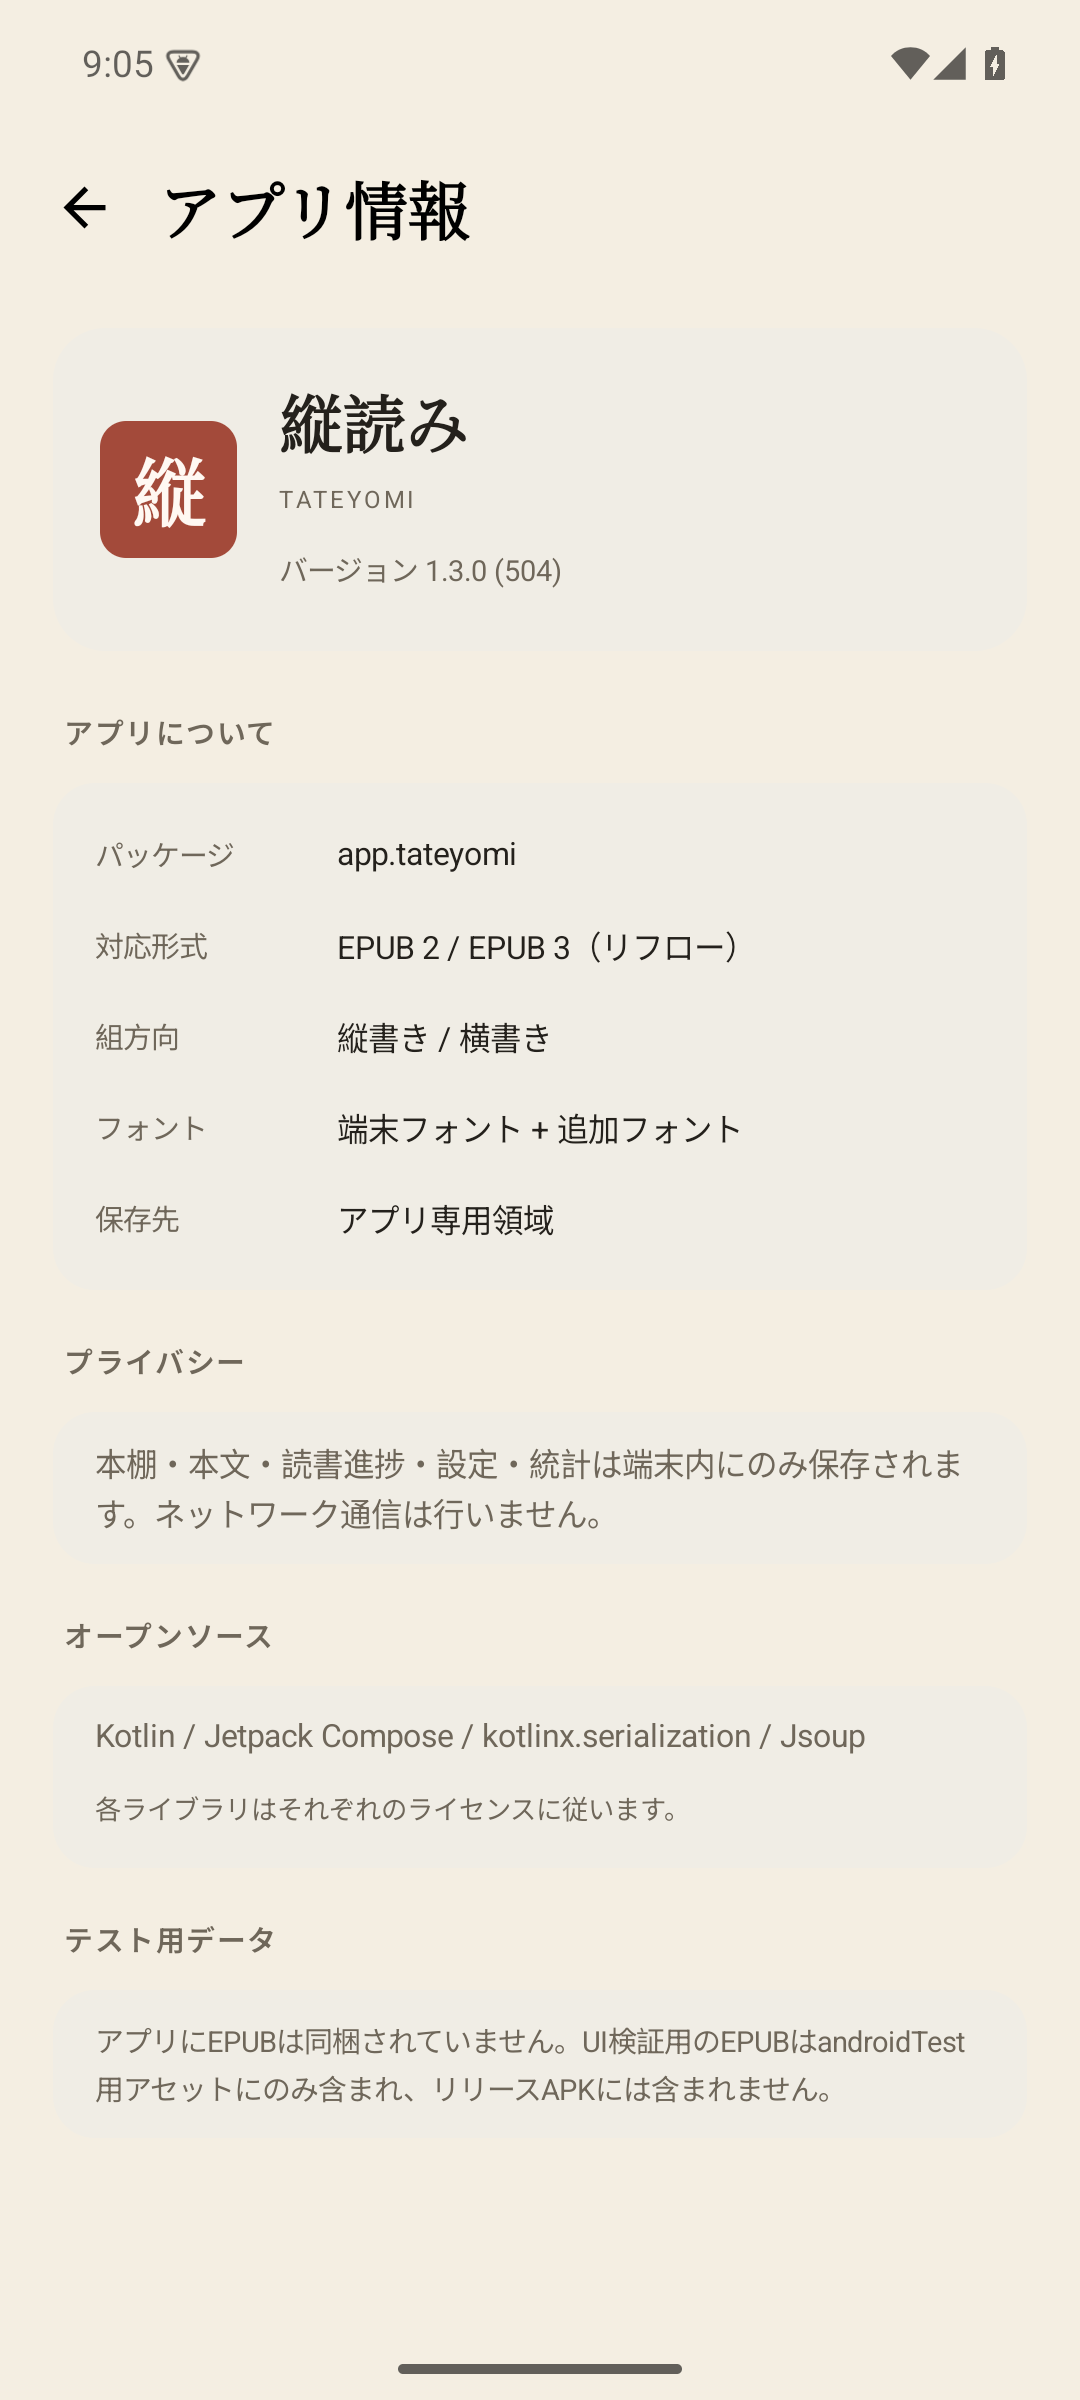 9:05
アプリ情報
縦
縦読み
TATEYOMI
バージョン 1.3.0 (504)
アプリについて
パッケージ app.tateyomi
対応形式 EPUB 2 / EPUB 3（リフロー）
組方向 縦書き / 横書き
フォント 端末フォント + 追加フォント
保存先 アプリ専用領域
プライバシー
本棚・本文・読書進捗・設定・統計は端末内にのみ保存されま
す。ネットワーク通信は行いません。
オープンソース
Kotlin / Jetpack Compose / kotlinx.serialization / Jsoup
各ライブラリはそれぞれのライセンスに従います。
テスト用データ
アプリにEPUBは同梱されていません。UI検証用のEPUBはandroidTest
用アセットにのみ含まれ、リリースAPKには含まれません。